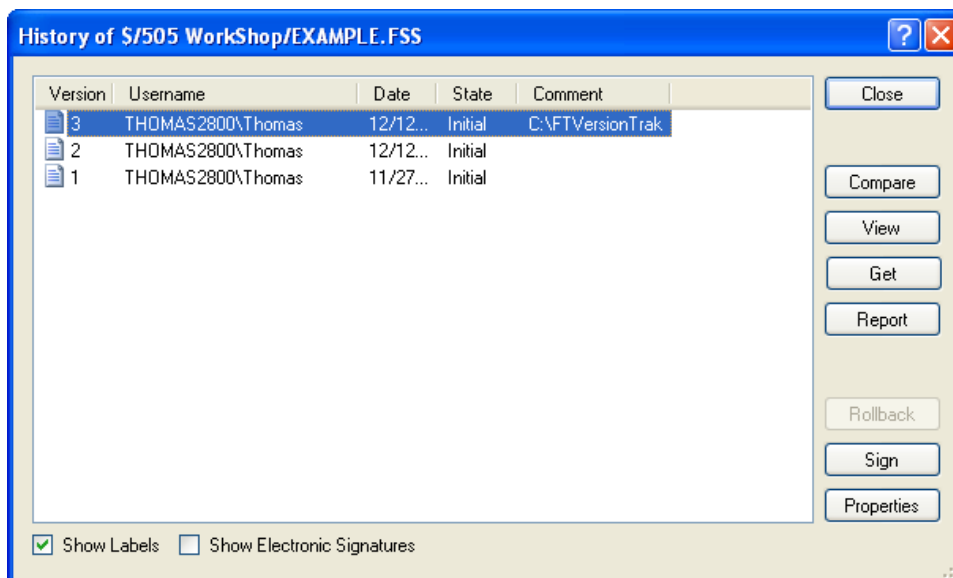 History of $/505 WorkShop/EXAMPLE.FSS
Version Username Date State Comment
3 THOMAS2800\Thomas 12/12... Initial C:\FTVersionTrak
2 THOMAS2800\Thomas 12/12... Initial
1 THOMAS2800\Thomas 11/27... Initial
Close
Compare
View
Get
Report
Rollback
Sign
Properties
Show Labels Show Electronic Signatures